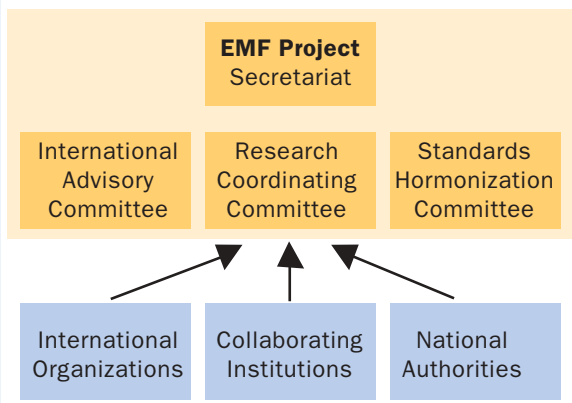 EMF Project
Secretariat
International
Advisory
Committee
Research
Coordinating
Committee
Standards
Hormonization
Committee
International
Organizations
Collaborating
Institutions
National
Authorities